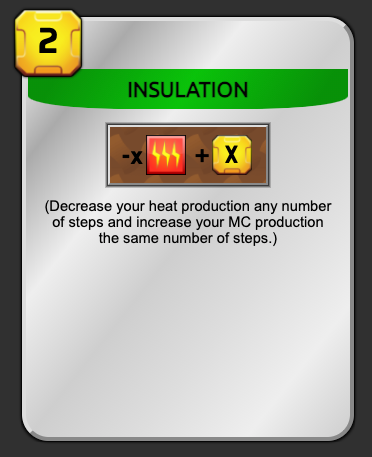 2
INSULATION
-x + X
(Decrease your heat production any number
of steps and increase your MC production
the same number of steps.)